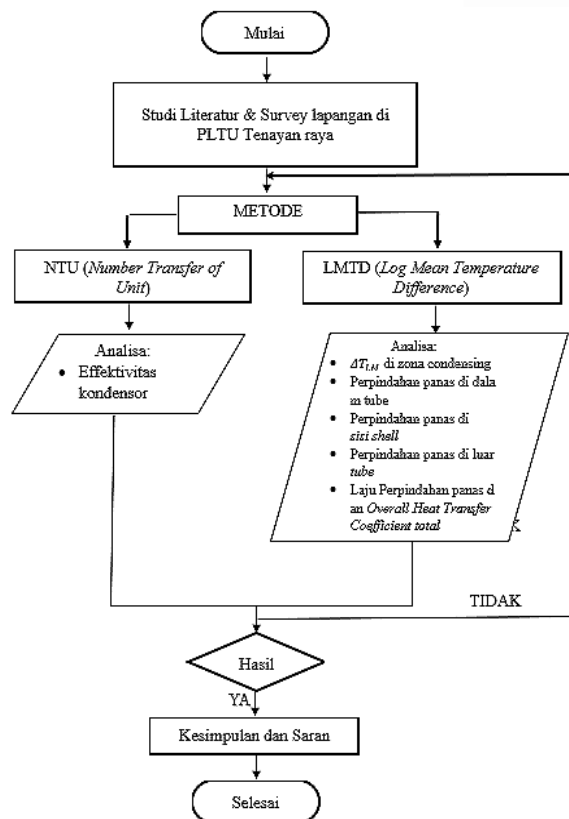 Mulai
Studi Literatur & Survey lapangan di
PLTU Tenayan raya
METODE
NTU (Number Transfer of
Unit)
LMTD (Log Mean Temperature
Difference)
Analisa:
• Effektivitas
kondensor
Analisa:
• ΔT_LM di zona condensing
• Perpindahan panas di dala
m tube
• Perpindahan panas di
sisi shell
• Perpindahan panas di luar
tube
• Laju Perpindahan panas d
an Overall Heat Transfer
Coefficient total
K
TIDAK
Hasil
YA
Kesimpulan dan Saran
Selesai